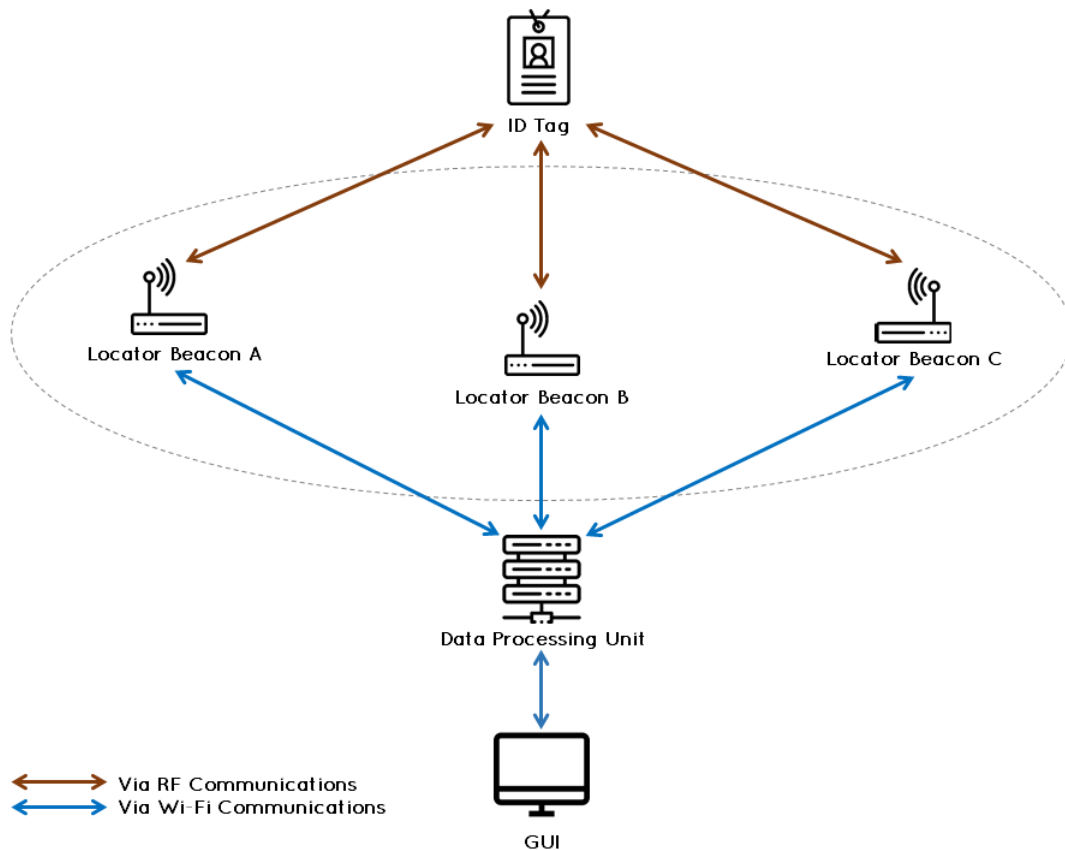 ID Tag
Locator Beacon A
Locator Beacon B
Locator Beacon C
Data Processing Unit
Via RF Communications
Via Wi-Fi Communications
GUI